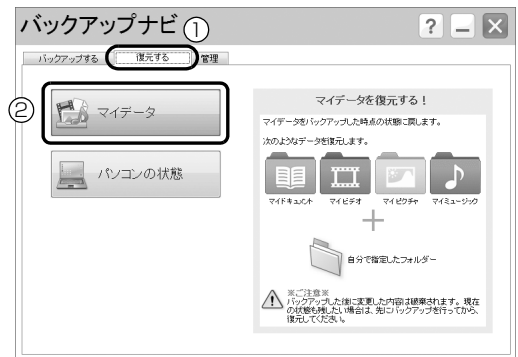 バックアップナビ ①
? – X
バックアップする 復元する 管理
②
マイデータ
パソコンの状態
マイデータを復元する！
マイデータをバックアップした時点の状態に戻します。
次のようなデータを復元します。
マイドキュメント マイビデオ マイピクチャ マイミュージック
+
自分で指定したフォルダー
※ご注意※
バックアップした後に変更した内容は破棄されます。現在
の状態も残したい場合は、先にバックアップを行ってから、
復元してください。